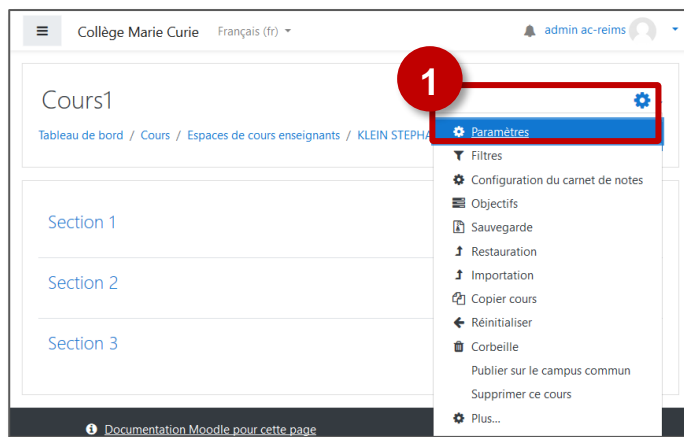 Collège Marie Curie Français (fr) admin ac-reims
1
Cours1
Tableau de bord / Cours / Espaces de cours enseignants / KLEIN STEPHA
Paramètres
Filtres
Configuration du carnet de notes
Objectifs
Sauvegarde
Restauration
Importation
Copier cours
Réinitialiser
Corbeille
Publier sur le campus commun
Supprimer ce cours
Plus...
Section 1
Section 2
Section 3
Documentation Moodle pour cette page